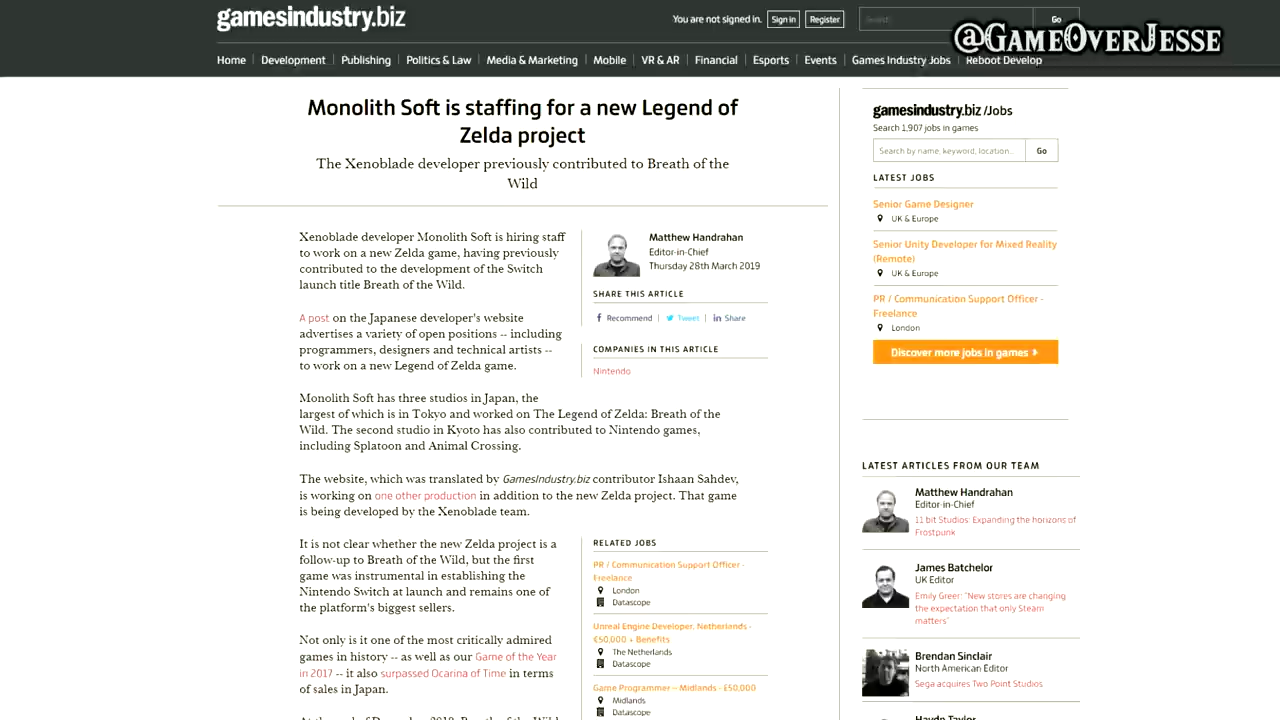 gamesindustry.biz
You are not signed in. Sign in Register Search Go
@GameOverJesse
Home Development Publishing Politics & Law Media & Marketing Mobile VR & AR Financial Esports Events Games Industry Jobs Reboot Develop
Monolith Soft is staffing for a new Legend of
Zelda project
The Xenoblade developer previously contributed to Breath of the
Wild
Xenoblade developer Monolith Soft is hiring staff
to work on a new Zelda game, having previously
contributed to the development of the Switch
launch title Breath of the Wild.
A post on the Japanese developer's website
advertises a variety of open positions -- including
programmers, designers and technical artists --
to work on a new Legend of Zelda game.
Monolith Soft has three studios in Japan, the
largest of which is in Tokyo and worked on The Legend of Zelda: Breath of the
Wild. The second studio in Kyoto has also contributed to Nintendo games,
including Splatoon and Animal Crossing.
The website, which was translated by GamesIndustry.biz contributor Ishaan Sahdev,
is working on one other production in addition to the new Zelda project. That game
is being developed by the Xenoblade team.
It is not clear whether the new Zelda project is a
follow-up to Breath of the Wild, but the first
game was instrumental in establishing the
Nintendo Switch at launch and remains one of
the platform's biggest sellers.
Not only is it one of the most critically admired
games in history -- as well as our Game of the Year
in 2017 -- it also surpassed Ocarina of Time in terms
of sales in Japan.
Matthew Handrahan
Editor-in-Chief
Thursday 28th March 2019
SHARE THIS ARTICLE
Recommend Tweet in Share
COMPANIES IN THIS ARTICLE
Nintendo
RELATED JOBS
PR / Communication Support Officer -
Freelance
London
Datascope
Unreal Engine Developer, Netherlands -
€50,000 + Benefits
The Netherlands
Datascope
Game Programmer – Midlands - £50,000
Midlands
Datascope
gamesindustry.biz /Jobs
Search 1,907 jobs in games
Search by name, keyword, location... Go
LATEST JOBS
Senior Game Designer
UK & Europe
Senior Unity Developer for Mixed Reality
(Remote)
UK & Europe
PR / Communication Support Officer -
Freelance
London
Discover more jobs in games
LATEST ARTICLES FROM OUR TEAM
Matthew Handrahan
Editor-in-Chief
11 bit Studios: Expanding the horizons of
Frostpunk
James Batchelor
UK Editor
Emily Greer: "New stores are changing
the expectation that only Steam
matters"
Brendan Sinclair
North American Editor
Sega acquires Two Point Studios